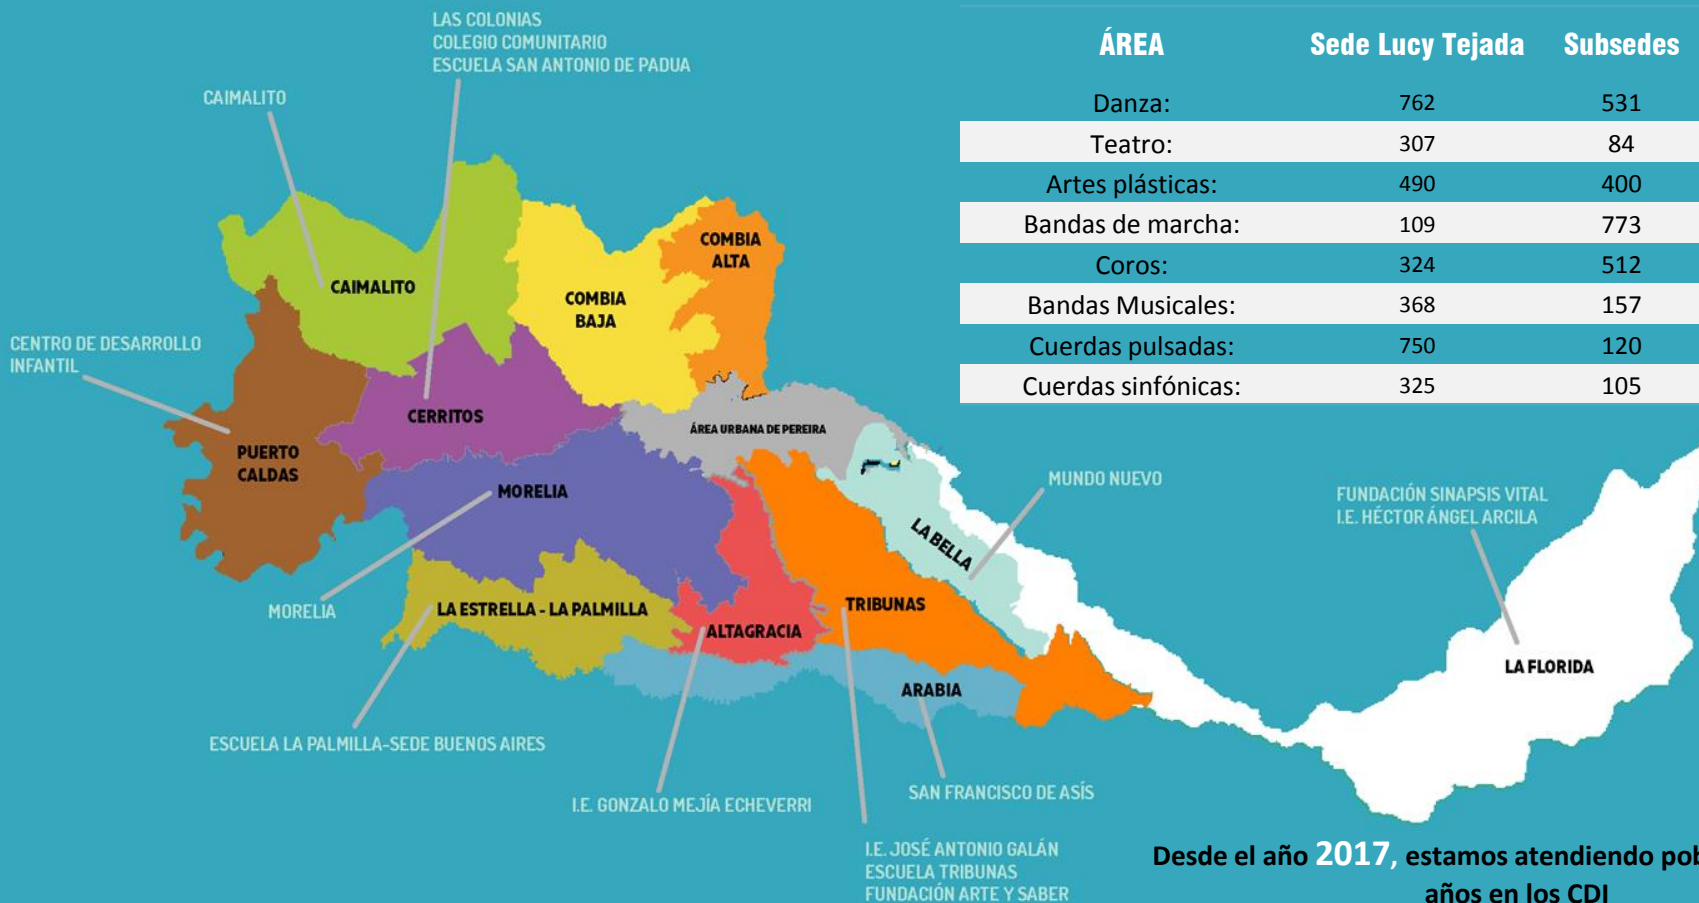 LAS COLONIAS
COLEGIO COMUNITARIO
ESCUELA SAN ANTONIO DE PADUA
CAIMALITO
ÁREA Sede Lucy Tejada Subsedes
Danza: 762 531
Teatro: 307 84
Artes plásticas: 490 400
Bandas de marcha: 109 773
Coros: 324 512
Bandas Musicales: 368 157
Cuerdas pulsadas: 750 120
Cuerdas sinfónicas: 325 105
COMBIA
ALTA
CAIMALITO
COMBIA
BAJA
CENTRO DE DESARROLLO
INFANTIL
CERRITOS
ÁREA URBANA DE PEREIRA
PUERTO
CALDAS
MORELIA
MUNDO NUEVO
FUNDACIÓN SINAPSIS VITAL
I.E. HÉCTOR ÁNGEL ARCILA
LA BELLA
MORELIA
LA ESTRELLA - LA PALMILLA
TRIBUNAS
ALTAGRACIA
LA FLORIDA
ARABIA
ESCUELA LA PALMILLA-SEDE BUENOS AIRES
I.E. GONZALO MEJÍA ECHEVERRI
SAN FRANCISCO DE ASÍS
I.E. JOSÉ ANTONIO GALÁN
ESCUELA TRIBUNAS
FUNDACIÓN ARTE Y SABER
Desde el año 2017, estamos atendiendo
años en los CDI